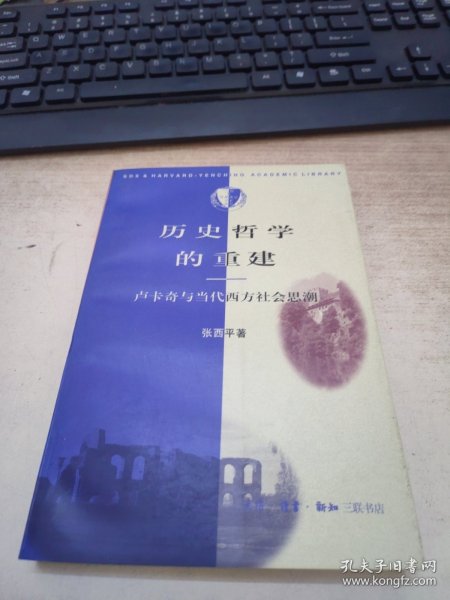 SDX & HARVARD-YENCHING ACADEMIC LIBRARY
历史哲学
的重建
卢卡奇与当代西方社会思潮
张西平著
生活·读书·新知三联书店
孔夫子旧书网
www.kongfz.com